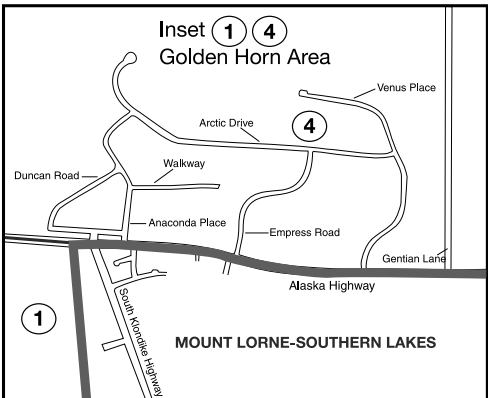 Inset 1 4
Golden Horn Area
Venus Place
Arctic Drive
4
Walkway
Duncan Road
Anaconda Place
Empress Road
Gentian Lane
Alaska Highway
1
South Klondike Highway
MOUNT LORNE-SOUTHERN LAKES